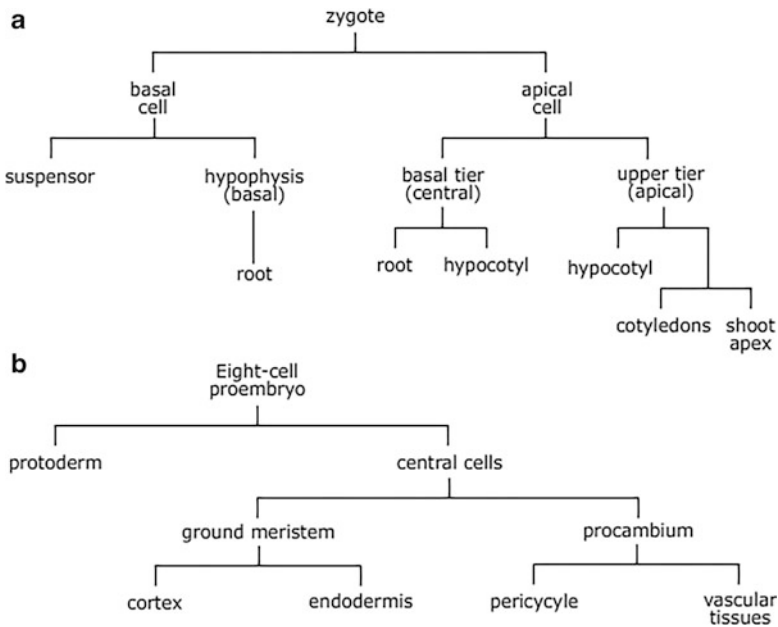 a
zygote
basal
cell
apical
cell
suspensor
hypophysis
(basal)
basal tier
(central)
upper tier
(apical)
root
root
hypocotyl
hypocotyl
cotyledons
shoot
apex
b
Eight-cell
proembryo
protoderm
central cells
ground meristem
procambium
cortex
endodermis
pericycyle
vascular
tissues